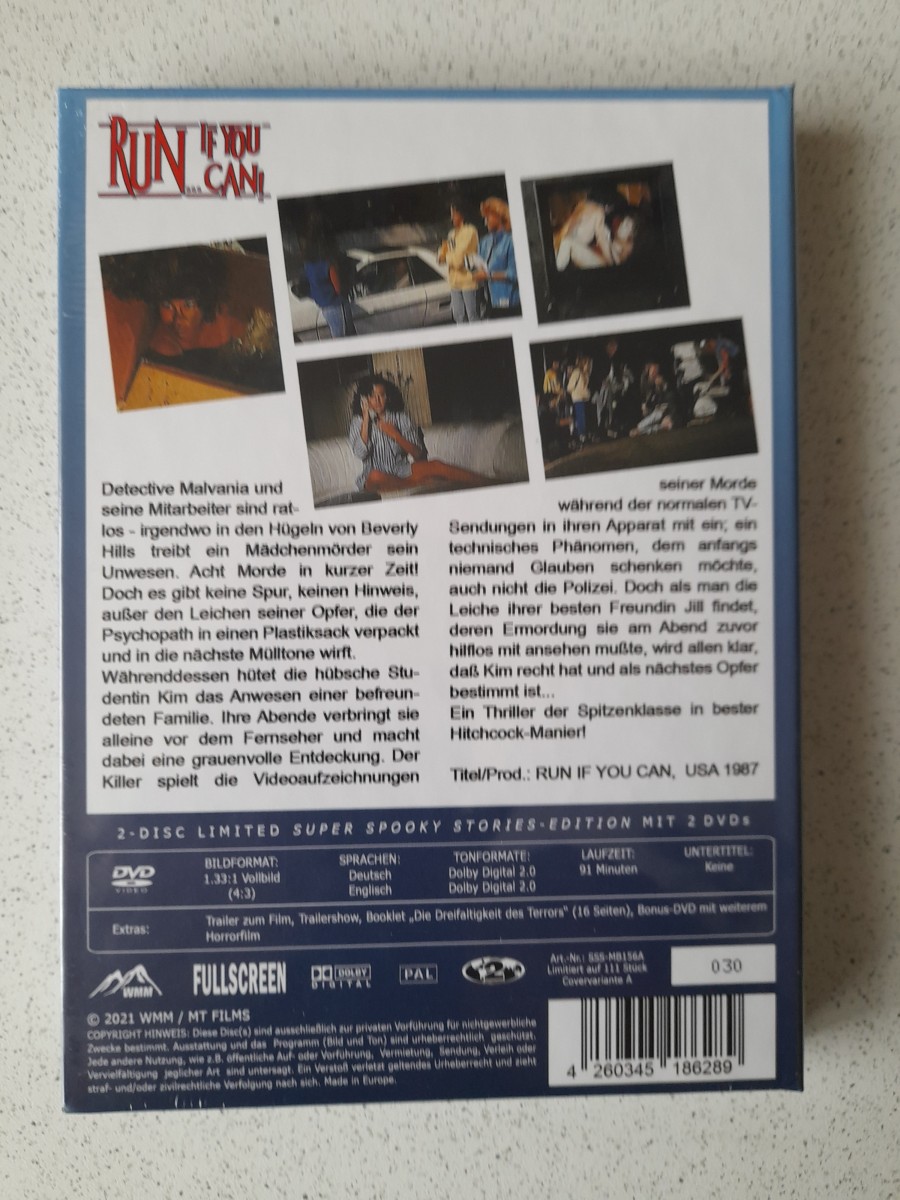 RUN... IF YOU CAN!
Detective Malvania und
seine Mitarbeiter sind rat-
los - irgendwo in den Hügeln von Beverly
Hills treibt ein Mädchenmörder sein
Unwesen. Acht Morde in kurzer Zeit!
Doch es gibt keine Spur, keinen Hinweis,
außer den Leichen seiner Opfer, die der
Psychopath in einen Plastiksack verpackt
und in die nächste Mülltone wirft.
Währenddessen hütet die hübsche Stu-
dentin Kim das Anwesen einer befreun-
deten Familie. Ihre Abende verbringt sie
alleine vor dem Fernseher und macht
dabei eine grauenvolle Entdeckung. Der
Killer spielt die Videoaufzeichnungen
seiner Morde
während der normalen TV-
Sendungen in ihren Apparat mit ein; ein
technisches Phänomen, dem anfangs
niemand Glauben schenken möchte,
auch nicht die Polizei. Doch als man die
Leiche ihrer besten Freundin Jill findet,
deren Ermordung sie am Abend zuvor
hilflos mit ansehen mußte, wird allen klar,
daß Kim recht hat und als nächstes Opfer
bestimmt ist...
Ein Thriller der Spitzenklasse in bester
Hitchcock-Manier!
Titel/Prod.: RUN IF YOU CAN, USA 1987
2-DISC LIMITED SUPER SPOOKY STORIES-EDITION MIT 2 DVDs
DVD VIDEO
BILDFORMAT:
1.33:1 Vollbild
(4:3)
SPRACHEN:
Deutsch
Englisch
TONFORMATE:
Dolby Digital 2.0
Dolby Digital 2.0
LAUFZEIT:
91 Minuten
UNTERTITEL:
Keine
Extras:
Trailer zum Film, Trailershow, Booklet „Die Dreifaltigkeit des Terrors" (16 Seiten), Bonus-DVD mit weiterem
Horrorfilm
WMM
FULLSCREEN
DOLBY
DIGITAL
PAL
2
Art.-Nr.: SSS-MB156A
Limitiert auf 111 Stück
Covervariante A
030
© 2021 WMM / MT FILMS
COPYRIGHT HINWEIS: Diese Disc(s) sind ausschließlich zur privaten Vorführung für nichtgewerbliche
Zwecke bestimmt. Ausstattung und das Programm (Bild und Ton) sind urheberrechtlich geschützt.
Jede andere Nutzung, wie z.B. öffentliche Auf- oder Vorführung, Vermietung, Sendung, Verleih oder
Vervielfältigung jeglicher Art sind untersagt. Ein Verstoß verletzt geltendes Urheberrecht und zieht
straf- und/oder zivilrechtliche Verfolgung nach sich. Made in Europe.
4 260345 186289